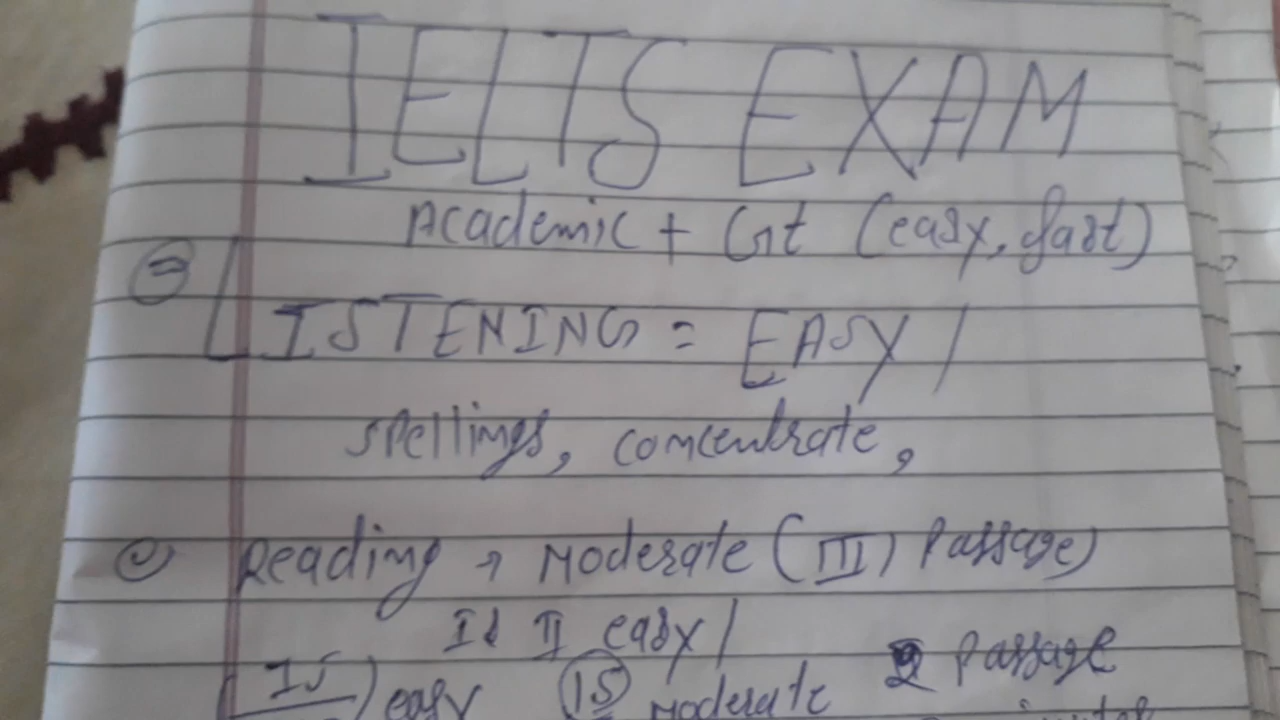 IELTS EXAM
Academic + Gt (easy, fast)
LISTENING = EASY /
spellings, concentrate,
Reading → Moderate (III) Passage)
I & II easy /
15) easy 15 moderate 2 Passage